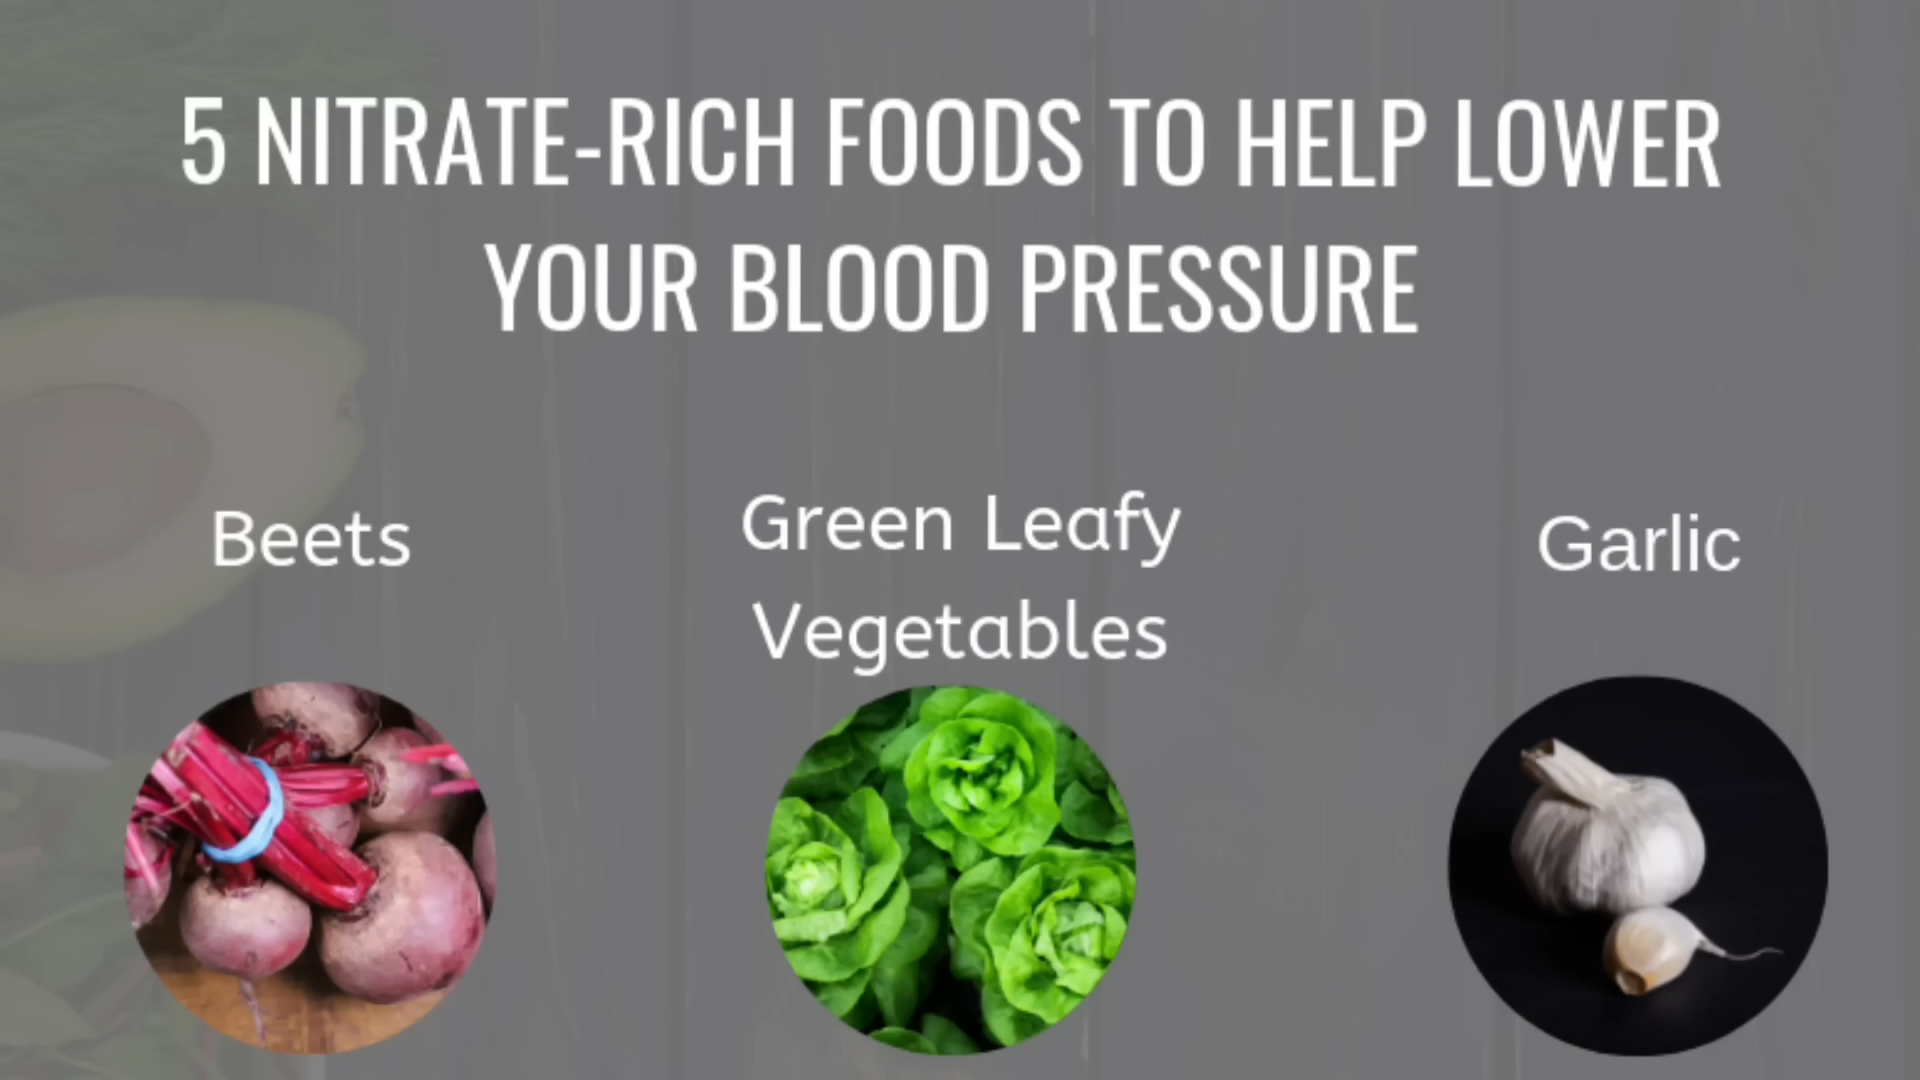 5 NITRATE-RICH FOODS TO HELP LOWER
YOUR BLOOD PRESSURE
Beets
Green Leafy
Vegetables
Garlic